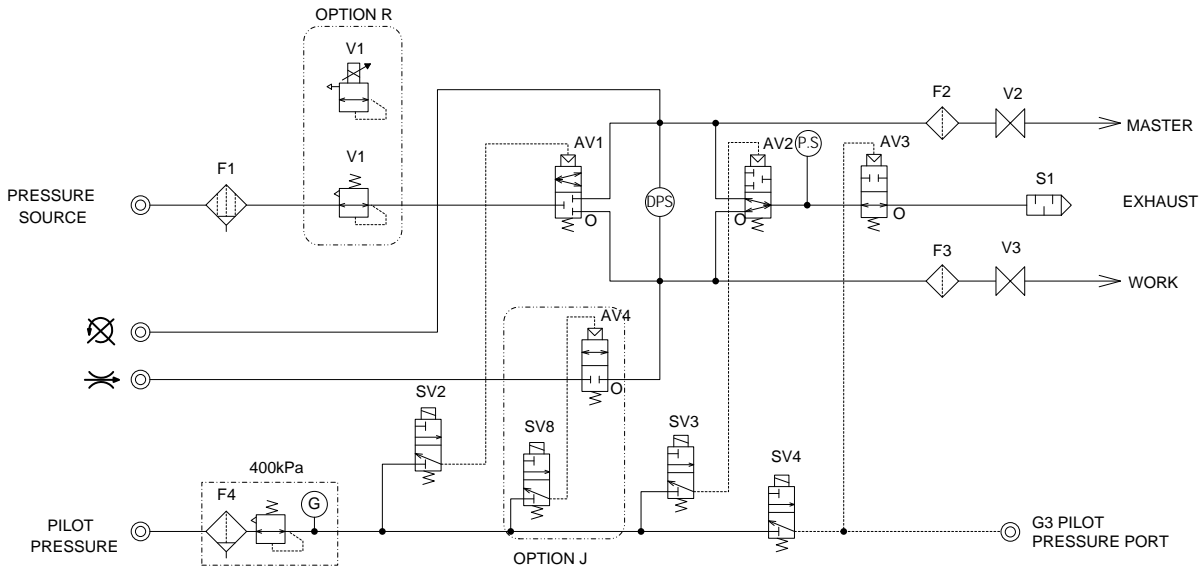 OPTION R
V1
F2
V2
MASTER
AV1
AV2
P.S
AV3
V1
F1
S1
PRESSURE
SOURCE
DPS
EXHAUST
O
O
O
F3
V3
WORK
AV4
O
SV2
SV8
SV3
SV4
400kPa
F4
G
PILOT
PRESSURE
G3 PILOT
PRESSURE PORT
OPTION J